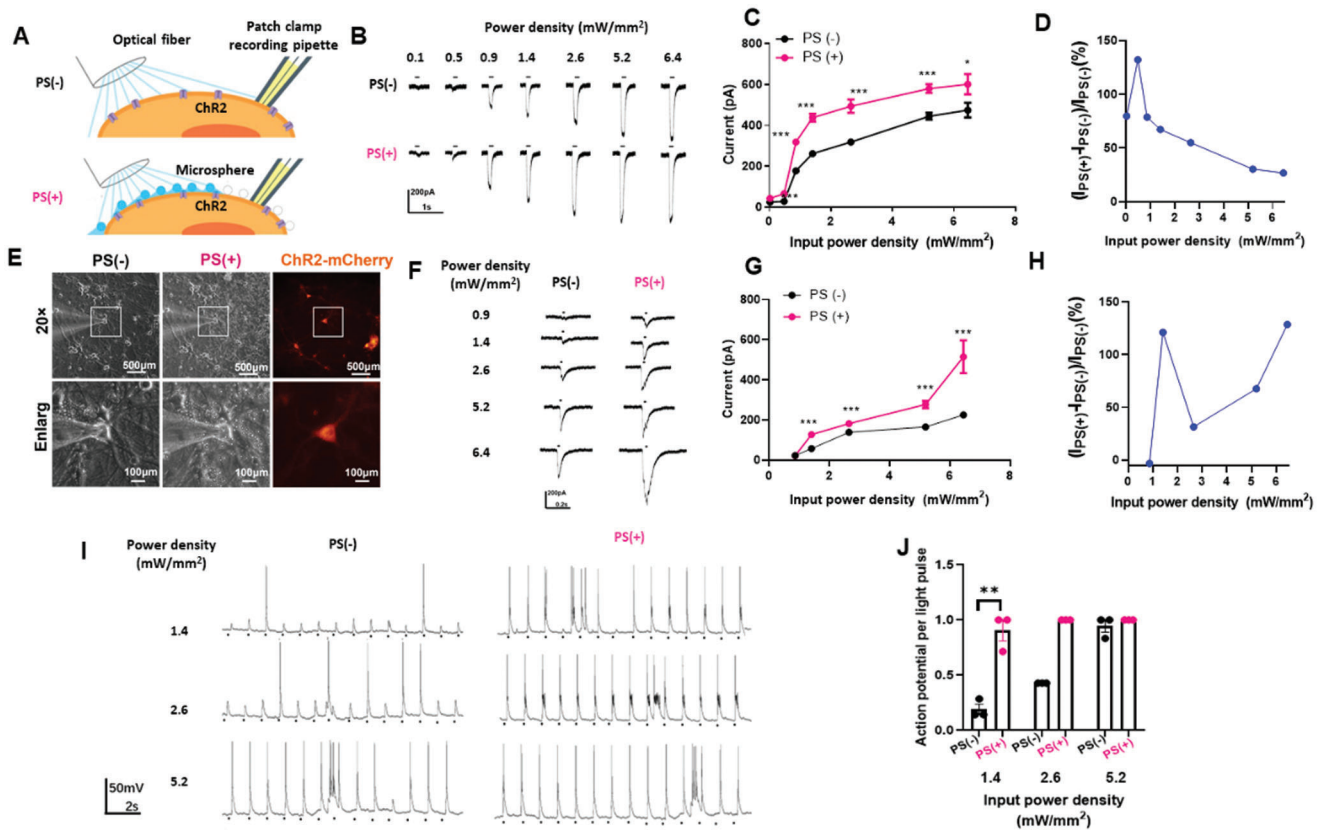 A
Optical fiber
Patch clamp
recording pipette
PS(-)
ChR2
Microsphere
PS(+)
ChR2
B
Power density (mW/mm²)
0.1 0.5 0.9 1.4 2.6 5.2 6.4
PS(-)
PS(+)
200pA
1s
C
PS (-)
PS (+)
Current (pA)
800
600
400
200
0
0 2 4 6 8
*** ** *** *** *** *
Input power density (mW/mm²)
D
(IPS(+)-IPS(-))/IPS(-)(%)
150
100
50
0
0 1 2 3 4 5 6
Input power density (mW/mm²)
E
PS(-) PS(+) ChR2-mCherry
20×
500μm 500μm 500μm
Enlarg
100μm 100μm 100μm
F
Power density
(mW/mm²)
PS(-) PS(+)
0.9
1.4
2.6
5.2
6.4
200pA
0.2s
G
PS (-)
PS (+)
Current (pA)
800
600
400
200
0
0 2 4 6 8
*** *** *** ***
Input power density (mW/mm²)
H
(IPS(+)-IPS(-))/IPS(-)(%)
150
100
50
0
0 1 2 3 4 5 6
Input power density (mW/mm²)
I
Power density
(mW/mm²)
PS(-) PS(+)
1.4
2.6
5.2
50mV
2s
J
Action potential per light pulse
1.0
0.5
0.0
**
PS(-) PS(+) PS(-) PS(+) PS(-) PS(+)
1.4 2.6 5.2
Input power density
(mW/mm²)